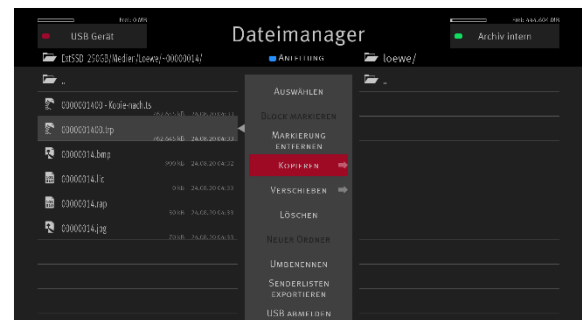 USB Gerät
Dateimanager
Archiv intern
ExtSSD_250GB/Medien/Loewe/~00000014/
ANLEITUNG
loewe/
..
0000001400 - Kopie-nach.ts
0000001400.trp
00000014.bmp
00000014.lic
00000014.rap
00000014.jpg
AUSWÄHLEN
BLOCK MARKIEREN
MARKIERUNG
ENTFERNEN
KOPIEREN
VERSCHIEBEN
LÖSCHEN
NEUER ORDNER
UMBENENNEN
SENDERLISTEN
EXPORTIEREN
USB ABMELDEN